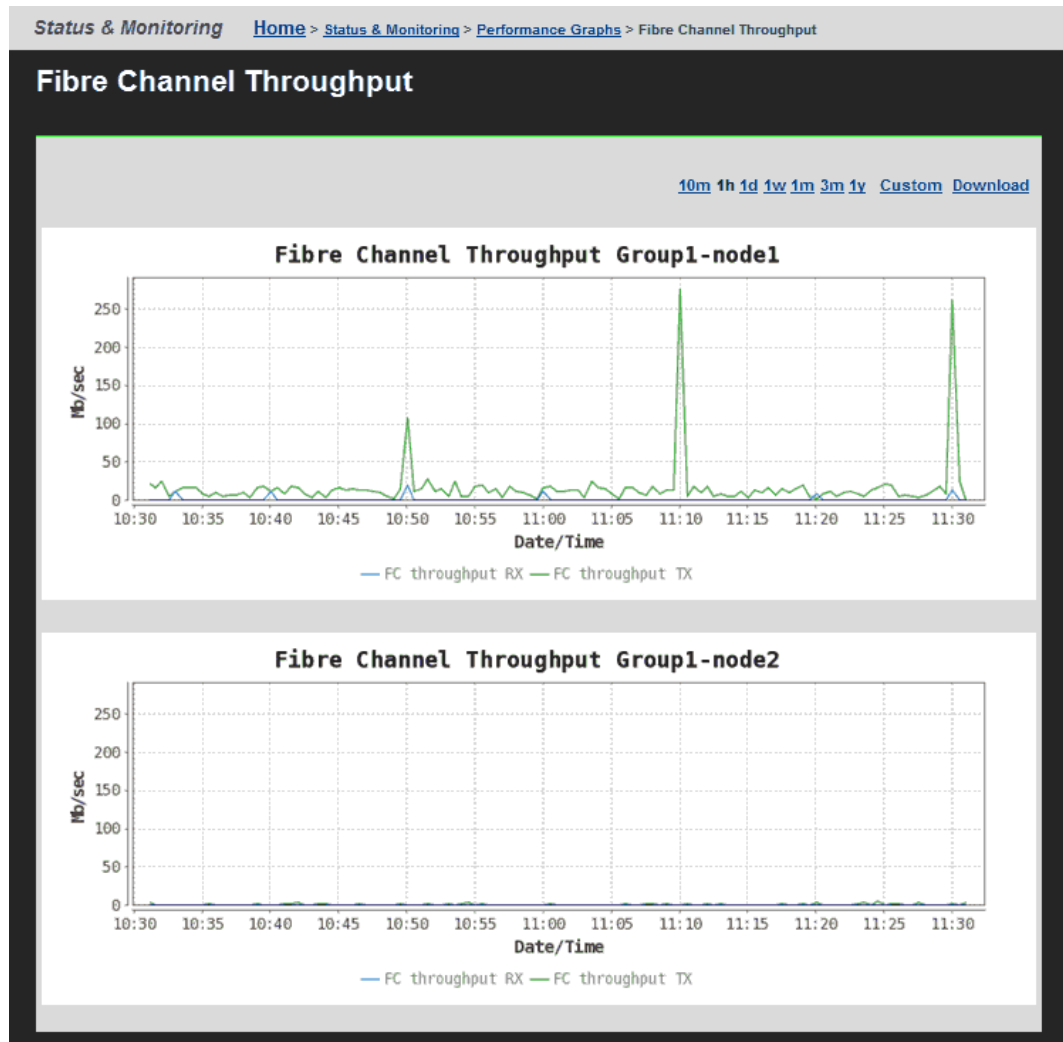 Status & Monitoring Home > Status & Monitoring > Performance Graphs > Fibre Channel Throughput
Fibre Channel Throughput
10m 1h 1d 1w 1m 3m 1y Custom Download
Fibre Channel Throughput Group1-node1
Mb/sec
250
200
150
100
50
0
10:30 10:35 10:40 10:45 10:50 10:55 11:00 11:05 11:10 11:15 11:20 11:25 11:30
Date/Time
FC throughput RX FC throughput TX
Fibre Channel Throughput Group1-node2
Mb/sec
250
200
150
100
50
0
10:30 10:35 10:40 10:45 10:50 10:55 11:00 11:05 11:10 11:15 11:20 11:25 11:30
Date/Time
FC throughput RX FC throughput TX